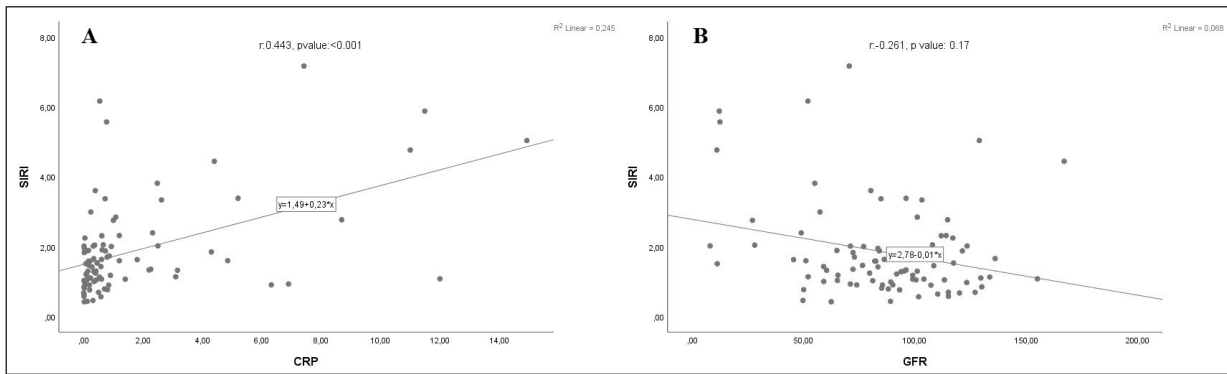 A
R² Linear = 0,245
r:0.443, pvalue:<0.001
8,00
6,00
4,00
2,00
,00
SIRI
y=1,49+0,23*x
,00 2,00 4,00 6,00 8,00 10,00 12,00 14,00
CRP
B
R² Linear = 0,068
r:-0.261, p value: 0.17
8,00
6,00
4,00
2,00
,00
SIRI
y=2,78-0,01*x
,00 50,00 100,00 150,00 200,00
GFR